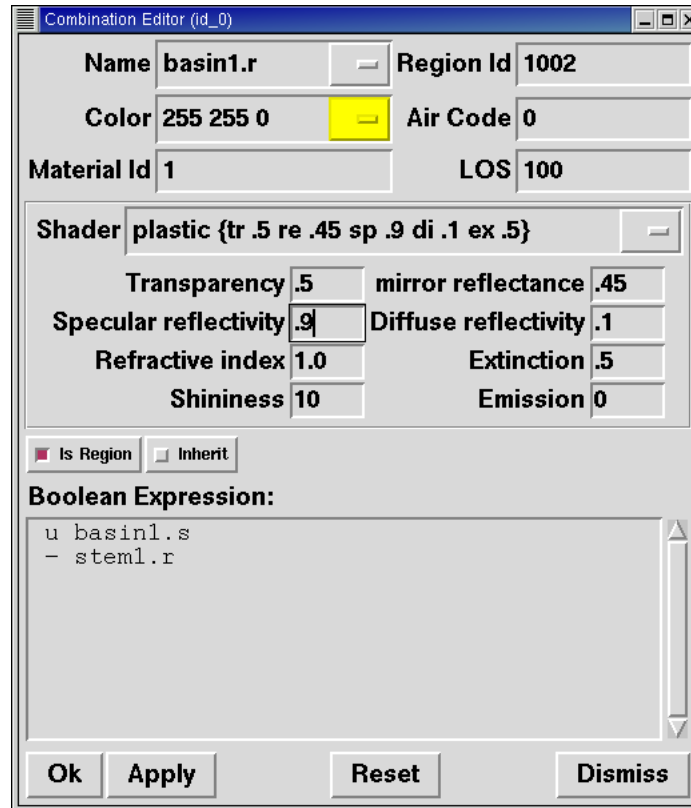 Combination Editor (id_0)
Name basin1.r Region Id 1002
Color 255 255 0 Air Code 0
Material Id 1 LOS 100
Shader plastic {tr .5 re .45 sp .9 di .1 ex .5}
Transparency .5 mirror reflectance .45
Specular reflectivity .9 Diffuse reflectivity .1
Refractive index 1.0 Extinction .5
Shininess 10 Emission 0
Is Region Inherit
Boolean Expression:
u basin1.s
- stem1.r
Ok Apply Reset Dismiss